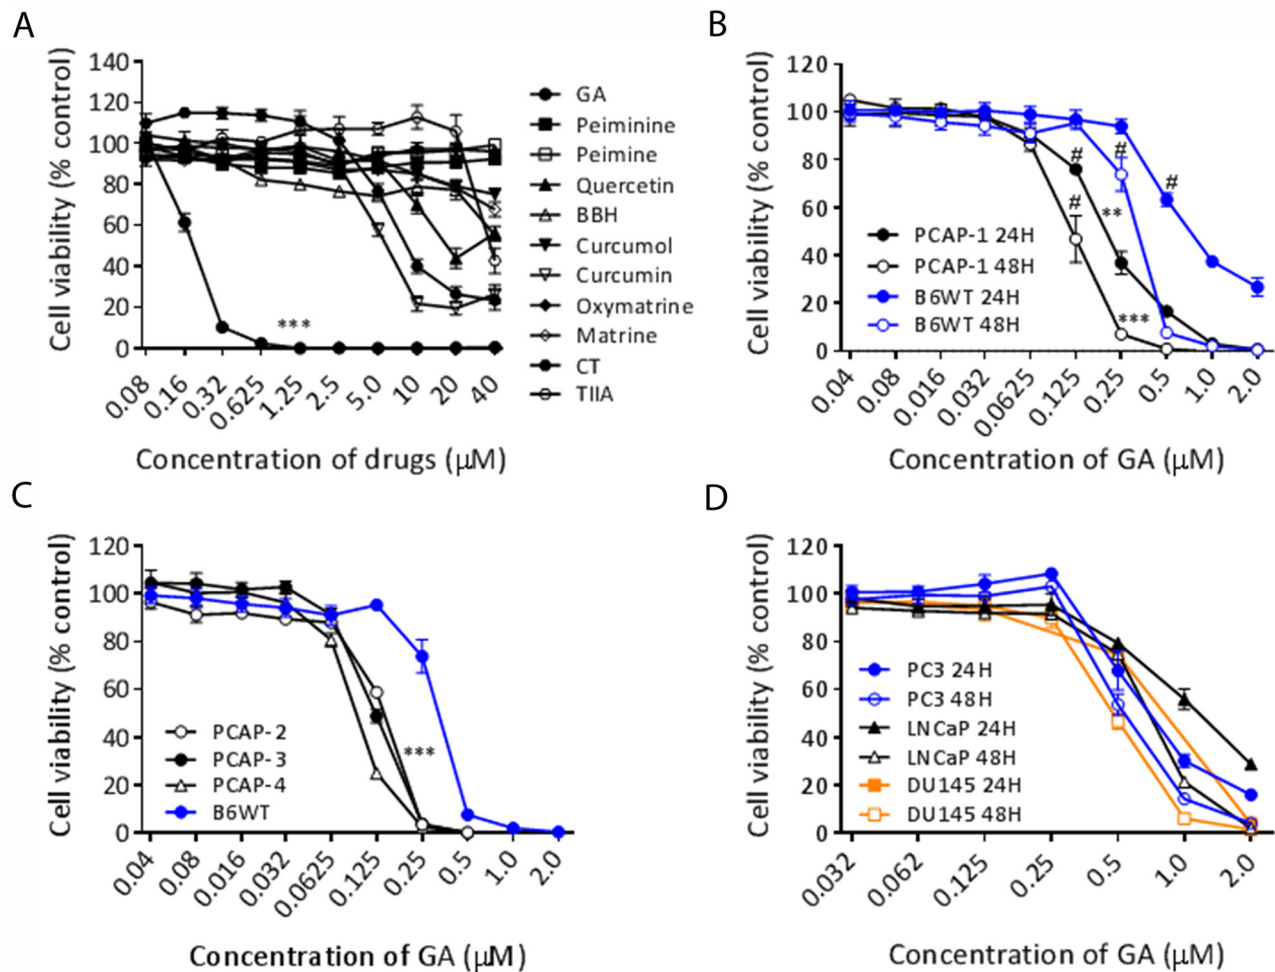 A
Cell viability (% control)
140
120
100
80
60
40
20
0
***
0.08
0.16
0.32
0.625
1.25
2.5
5.0
10
20
40
Concentration of drugs (μM)
GA
Peiminine
Peimine
Quercetin
BBH
Curcumol
Curcumin
Oxymatrine
Matrine
CT
TIIA
B
Cell viability (% control)
120
100
80
60
40
20
0
#
#
#
#
**
***
PCAP-1 24H
PCAP-1 48H
B6WT 24H
B6WT 48H
0.04
0.08
0.016
0.032
0.0625
0.125
0.25
0.5
1.0
2.0
Concentration of GA (μM)
C
Cell viability (% control)
120
100
80
60
40
20
0
***
PCAP-2
PCAP-3
PCAP-4
B6WT
0.04
0.08
0.016
0.032
0.0625
0.125
0.25
0.5
1.0
2.0
Concentration of GA (μM)
D
Cell viability (% control)
120
100
80
60
40
20
0
PC3 24H
PC3 48H
LNCaP 24H
LNCaP 48H
DU145 24H
DU145 48H
0.032
0.062
0.125
0.25
0.5
1.0
2.0
Concentration of GA (μM)